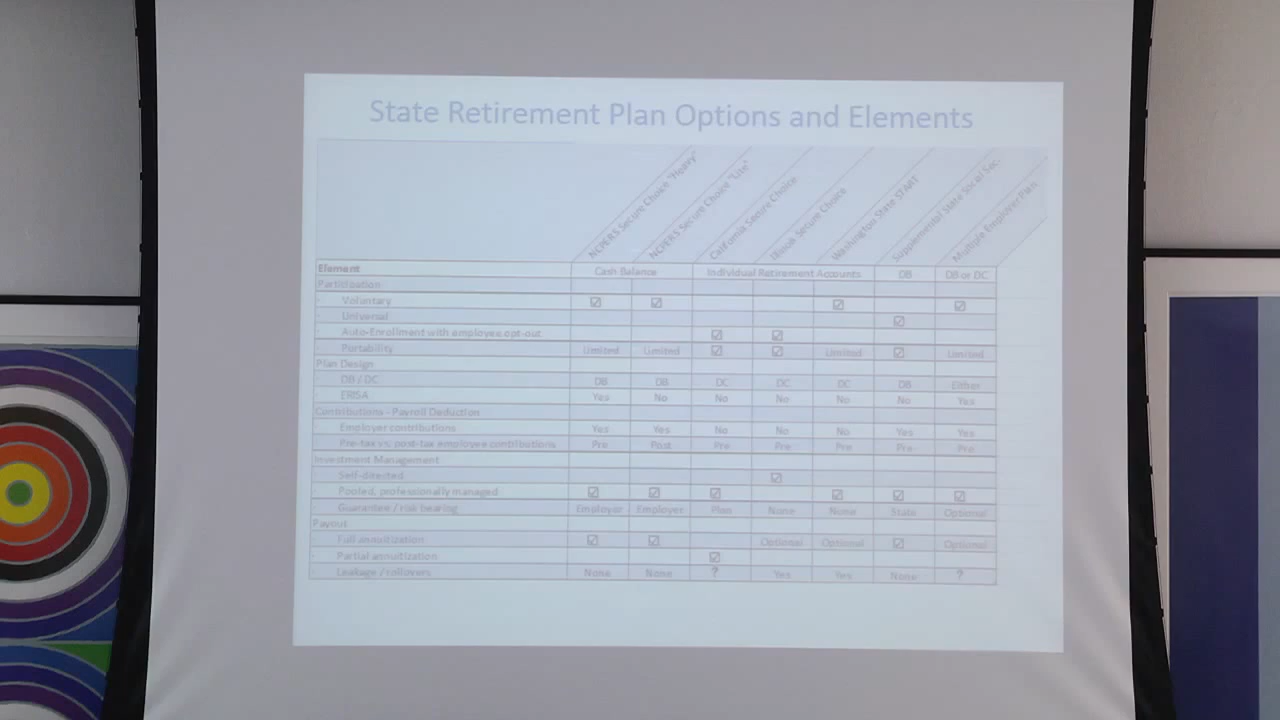 State Retirement Plan Options and Elements
NCPERS Secure Choice "Heavy"
NCPERS Secure Choice "Lite"
California Secure Choice
Illinois Secure Choice
Washington State START
Supplemental State Social Sec.
Multiple Employer Plans
Element Cash Balance Individual Retirement Accounts DB DB or DC
Participation
Voluntary ☑ ☑ ☑ ☑
Universal ☑
Auto-Enrollment with employee opt-out ☑ ☑
Portability Limited Limited ☑ ☑ Limited ☑ Limited
Plan Design
DB / DC DB DB DC DC DC DB Either
ERISA Yes No No No No No Yes
Contributions - Payroll Deduction
Employer contributions Yes Yes No No No Yes Yes
Pre-tax vs. post-tax employee contributions Pre Post Pre Pre Pre Pre Pre
Investment Management
Self-directed ☑
Pooled, professionally managed ☑ ☑ ☑ ☑ ☑ ☑
Guarantee / risk bearing Employer Employer Plan None None State Optional
Payout
Full annuitization ☑ ☑ Optional Optional ☑ Optional
Partial annuitization ☑
Leakage / rollovers None None ? Yes Yes None ?